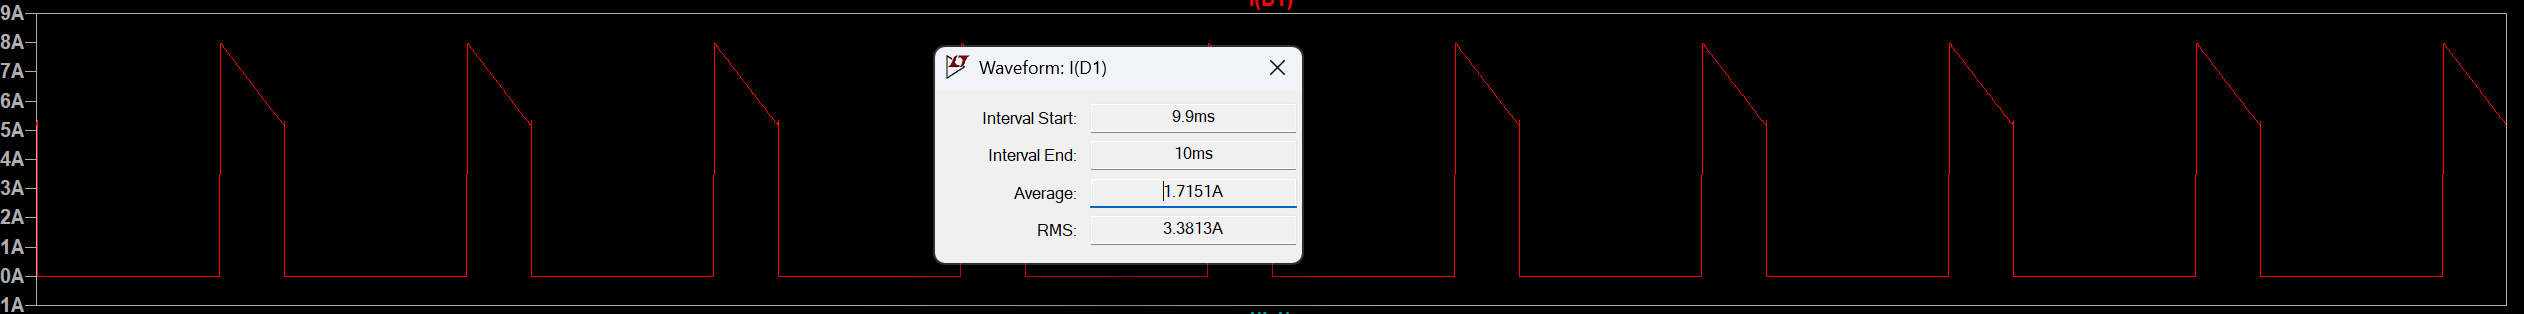 I(D1)
9A
8A
7A
6A
5A
4A
3A
2A
1A
0A
1A
Waveform: I(D1)
Interval Start: 9.9ms
Interval End: 10ms
Average: 1.7151A
RMS: 3.3813A